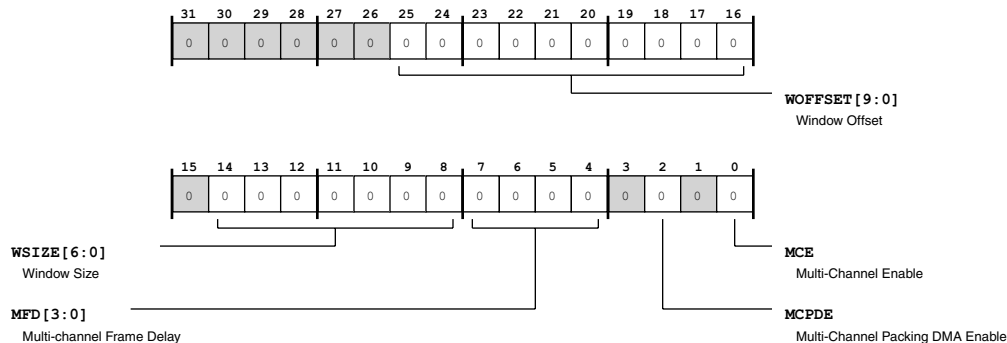 31 30 29 28 27 26 25 24 23 22 21 20 19 18 17 16
0 0 0 0 0 0 0 0 0 0 0 0 0 0 0 0
WOFFSET[9:0]
Window Offset
15 14 13 12 11 10 9 8 7 6 5 4 3 2 1 0
0 0 0 0 0 0 0 0 0 0 0 0 0 0 0 0
WSIZE[6:0]
Window Size
MCE
Multi-Channel Enable
MFD[3:0]
Multi-channel Frame Delay
MCPDE
Multi-Channel Packing DMA Enable